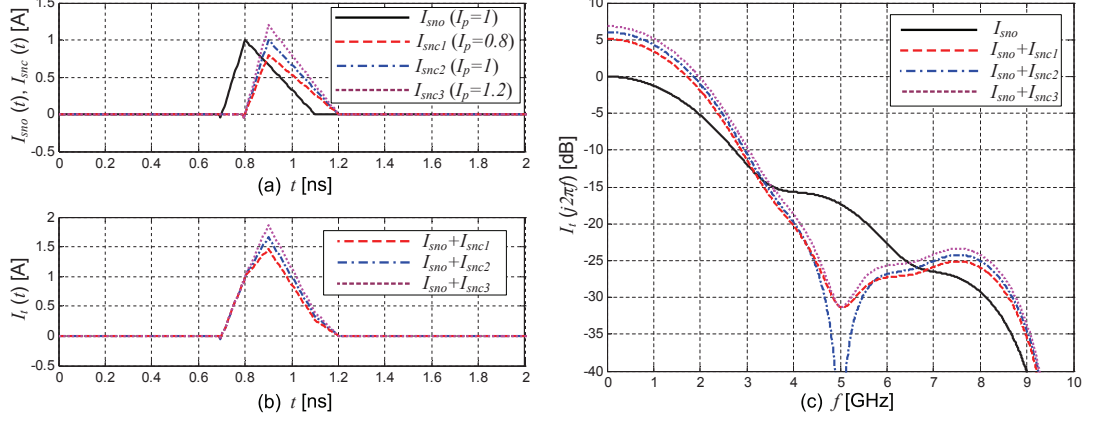 I_sno (t), I_snc (t) [A]
1.5
1
0.5
0
-0.5
0 0.2 0.4 0.6 0.8 1 1.2 1.4 1.6 1.8 2
(a) t [ns]
I_sno (I_p=1)
I_snc1 (I_p=0.8)
I_snc2 (I_p=1)
I_snc3 (I_p=1.2)
I_t (t) [A]
2
1.5
1
0.5
0
-0.5
0 0.2 0.4 0.6 0.8 1 1.2 1.4 1.6 1.8 2
(b) t [ns]
I_sno+I_snc1
I_sno+I_snc2
I_sno+I_snc3
I_t (j2πf) [dB]
10
5
0
-5
-10
-15
-20
-25
-30
-35
-40
0 1 2 3 4 5 6 7 8 9 10
(c) f [GHz]
I_sno
I_sno+I_snc1
I_sno+I_snc2
I_sno+I_snc3